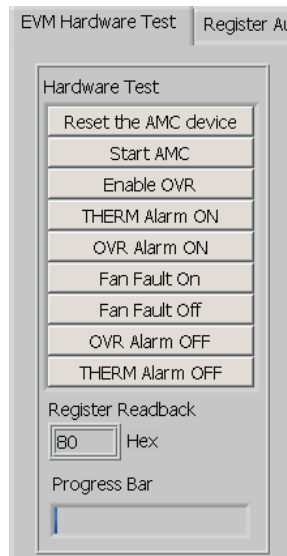 EVM Hardware Test
Register Au
Hardware Test
Reset the AMC device
Start AMC
Enable OVR
THERM Alarm ON
OVR Alarm ON
Fan Fault On
Fan Fault Off
OVR Alarm OFF
THERM Alarm OFF
Register Readback
80 Hex
Progress Bar